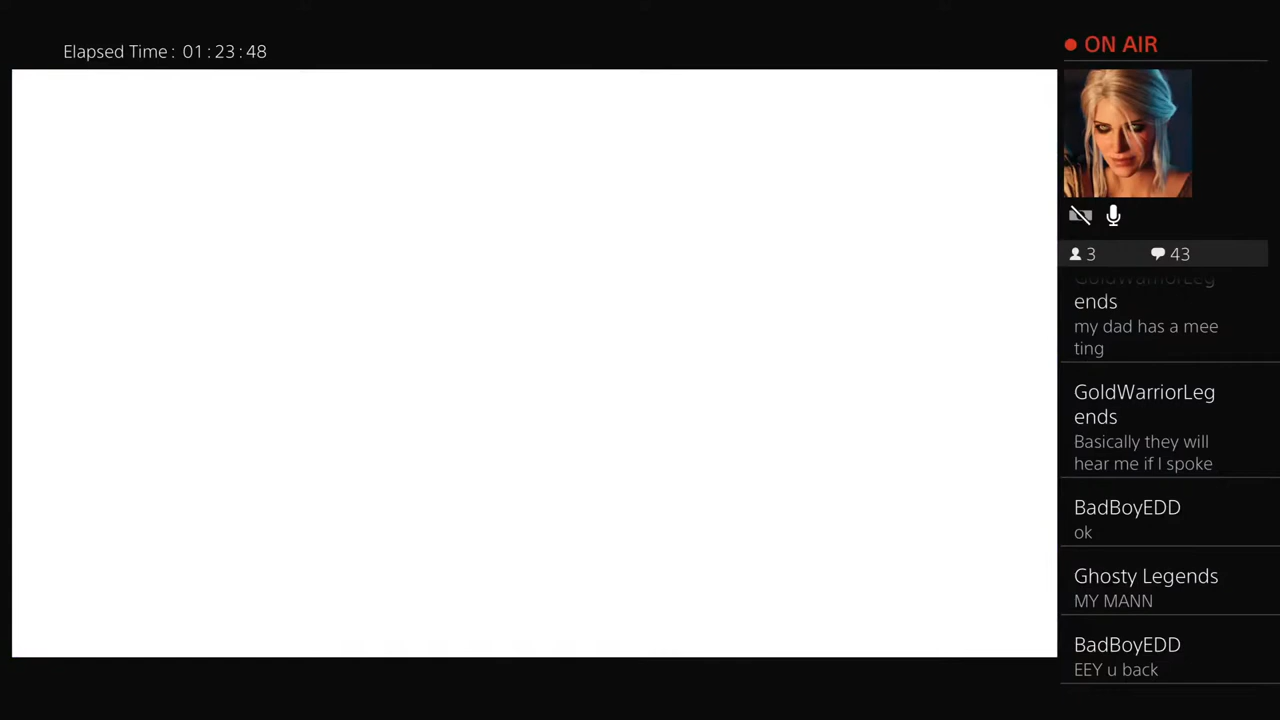 Elapsed Time: 01:23:48
ON AIR
3 43
GoldWarriorLeg
ends
my dad has a mee
ting
GoldWarriorLeg
ends
Basically they will
hear me if I spoke
BadBoyEDD
ok
Ghosty Legends
MY MANN
BadBoyEDD
EEY u back